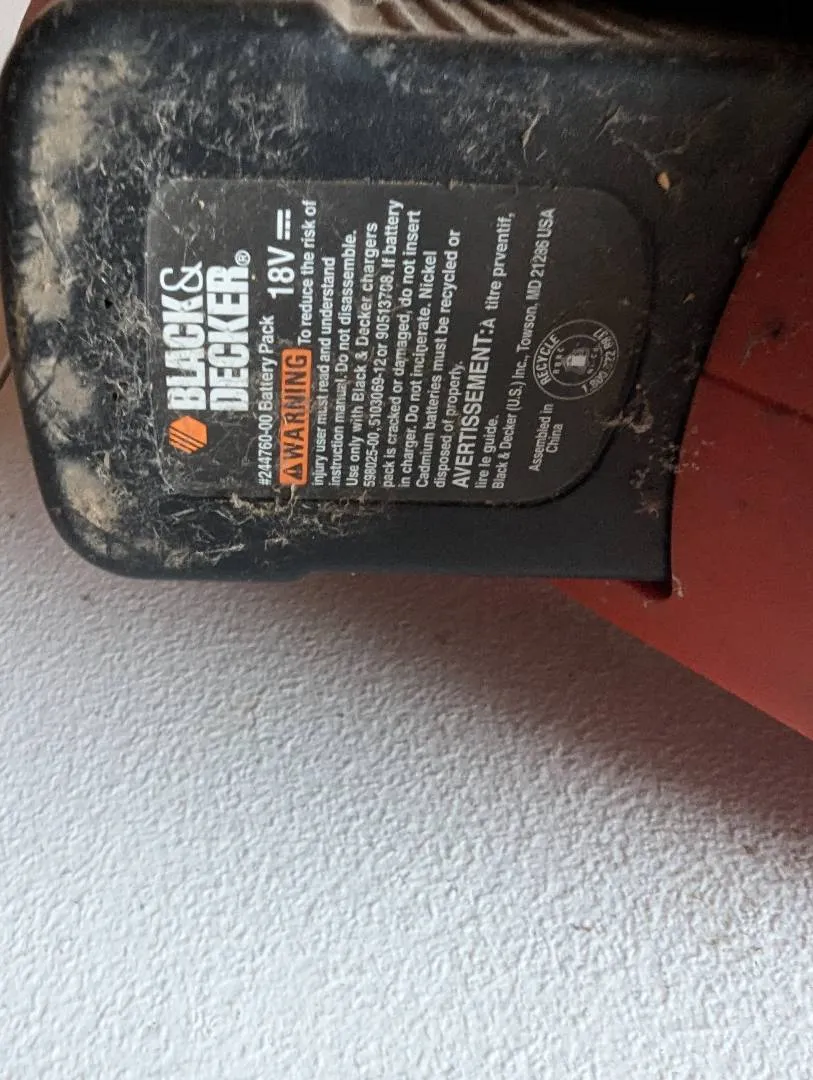 BLACK&
DECKER®
#244760-00 Battery Pack 18V
WARNING To reduce the risk of
injury user must read and understand
instruction manual. Do not disassemble.
Use only with Black & Decker chargers
598025-00, 5103069-12 or 90513788. If battery
pack is cracked or damaged, do not insert
in charger. Do not inciperate. Nickel
Cadmium batteries must be recycled or
disposed of properly.
AVERTISSEMENT:A titre prventif,
lire le guide.
Black & Decker (U.S.) Inc., Towson, MD 21286 USA
Assembled in
China
RECYCLE